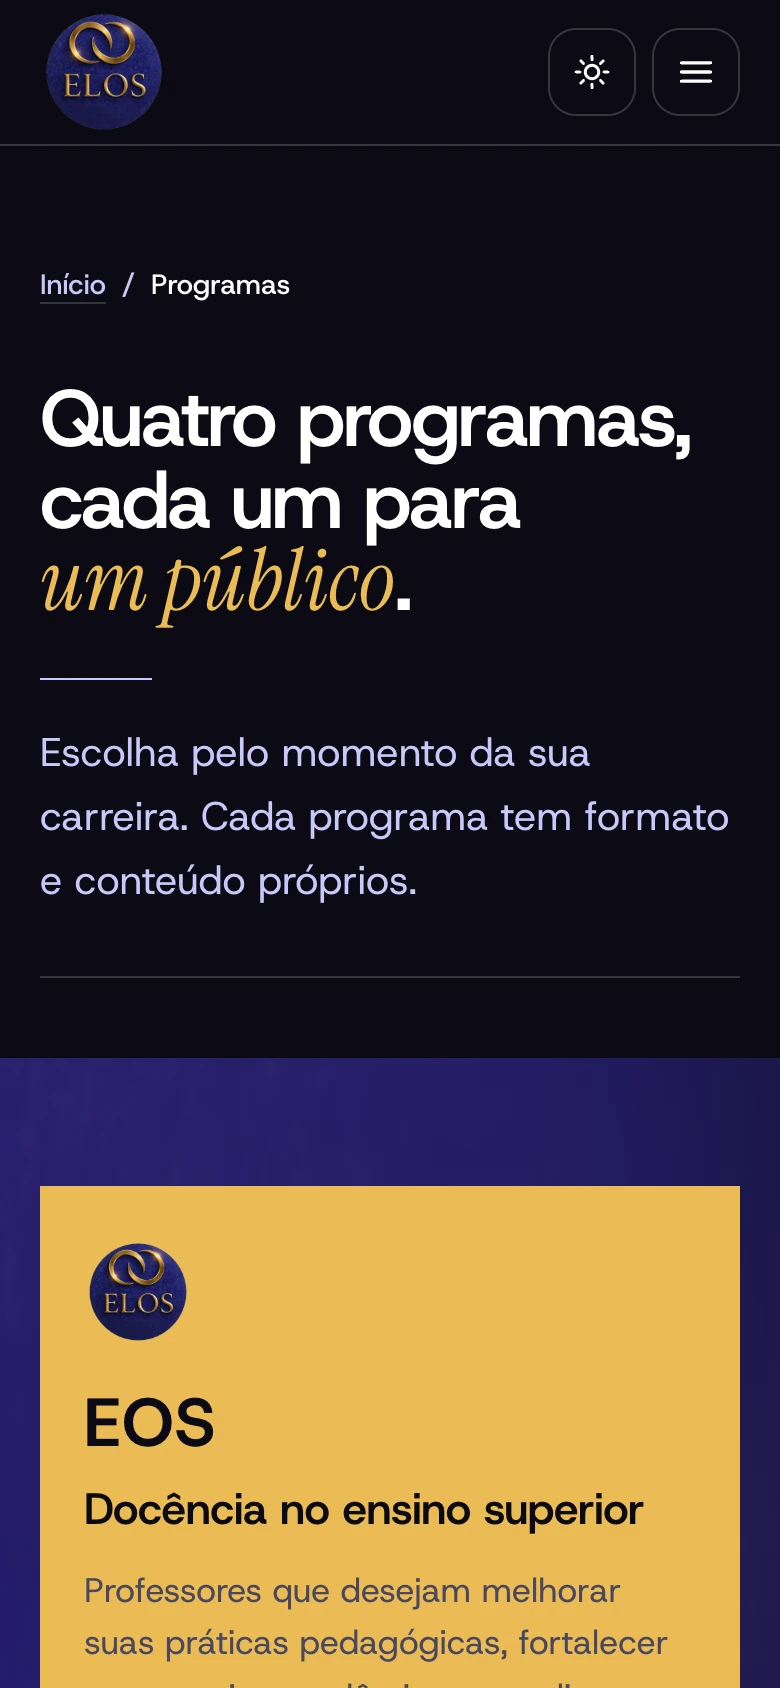 ELOS
Início / Programas
Quatro programas,
cada um para
um público.
Escolha pelo momento da sua
carreira. Cada programa tem formato
e conteúdo próprios.
ELOS
EOS
Docência no ensino superior
Professores que desejam melhorar
suas práticas pedagógicas, fortalecer